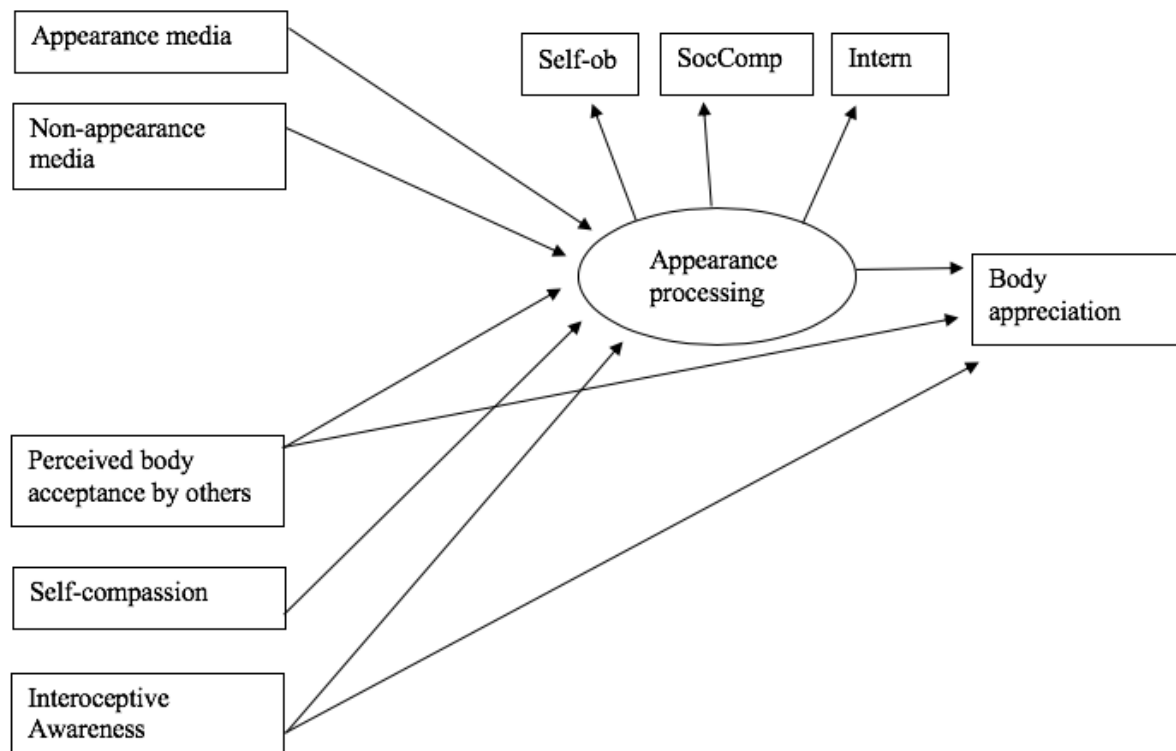 Appearance media
Self-ob
SocComp
Intern
Non-appearance
media
Appearance
processing
Body
appreciation
Perceived body
acceptance by others
Self-compassion
Interoceptive
Awareness